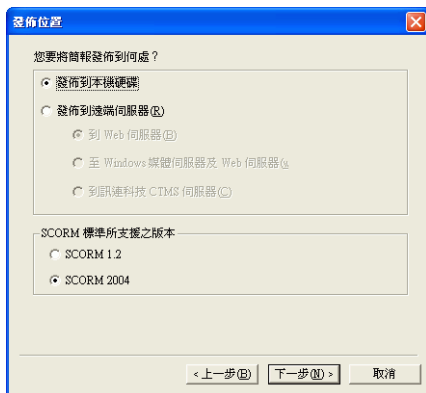 發佈位置
您要將簡報發佈到何處？
發佈到本機硬碟
發佈到遠端伺服器(R)
到 Web 伺服器(B)
至 Windows 媒體伺服器及 Web 伺服器(
到訊連科技 CTMS 伺服器(C)
SCORM 標準所支援之版本
SCORM 1.2
SCORM 2004
<上一步(B) 下一步(N)> 取消